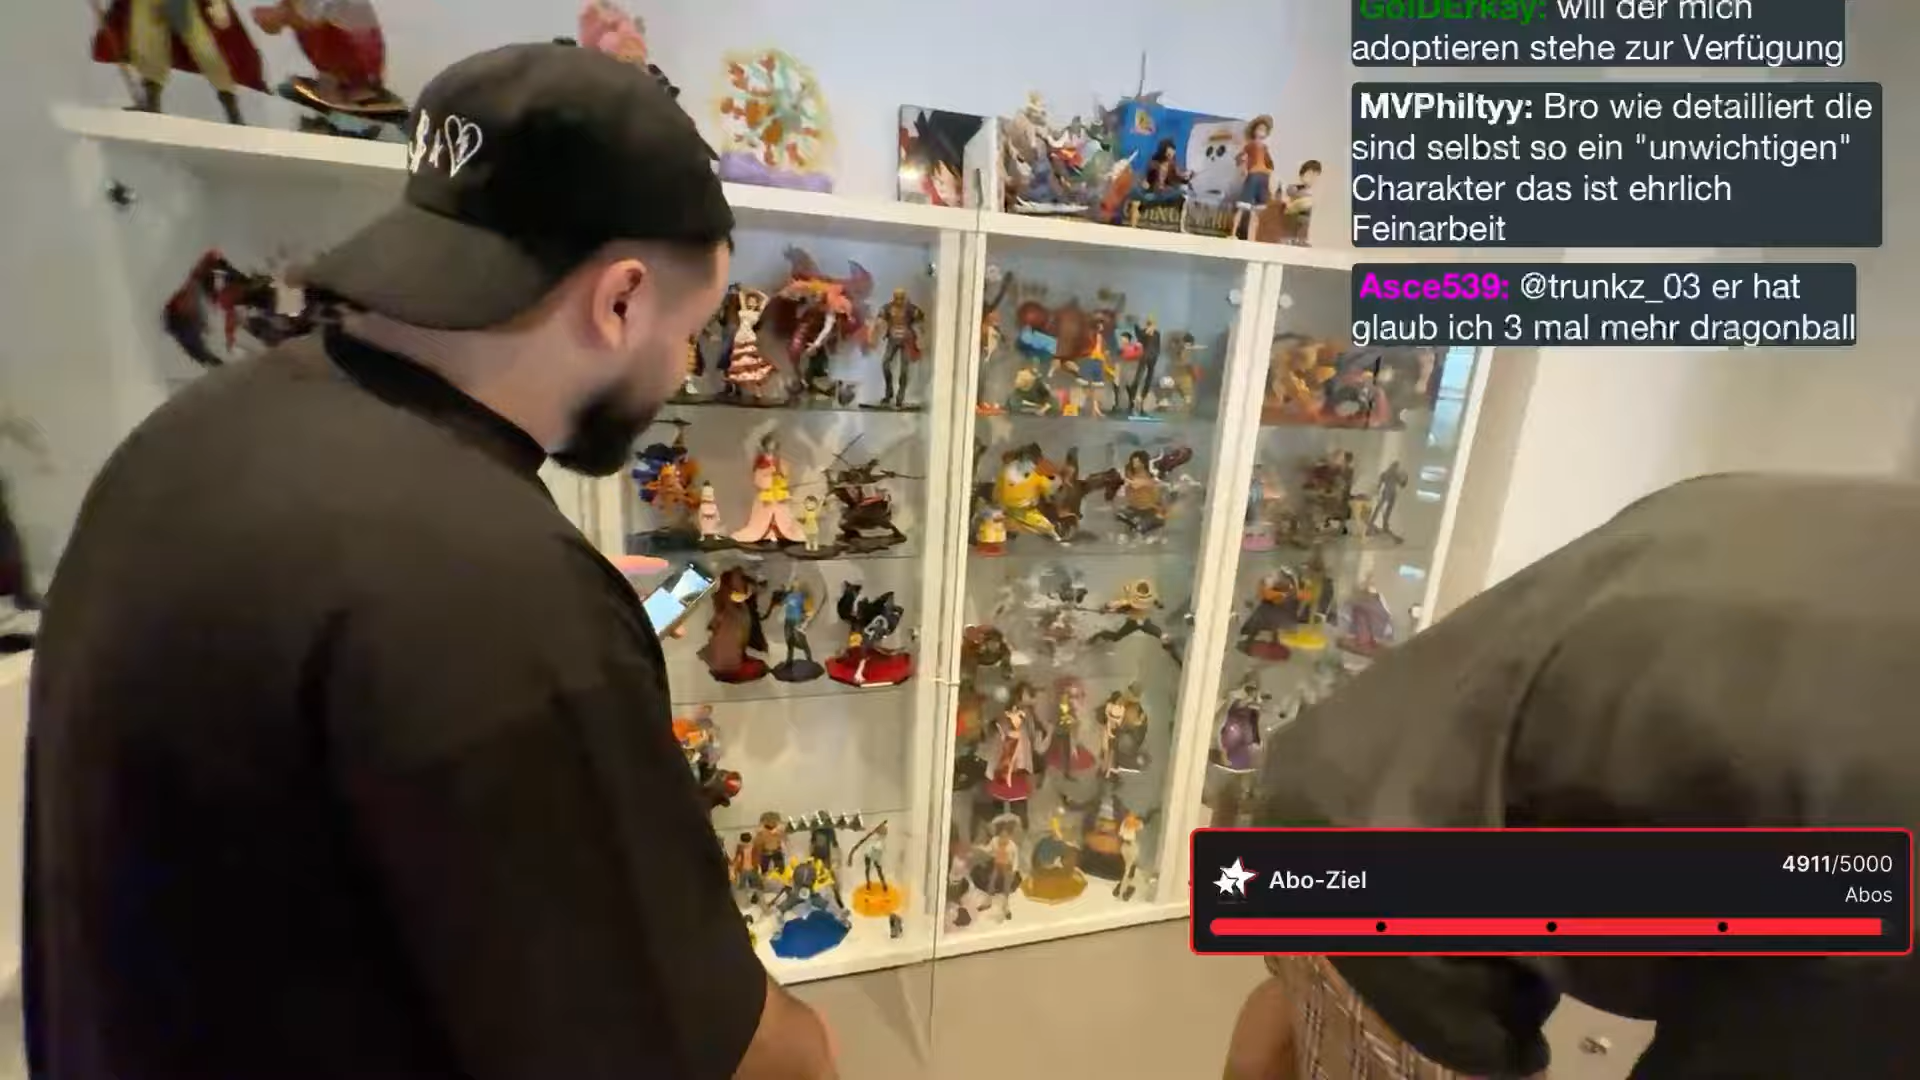 GolDErkay: will der mich
adoptieren stehe zur Verfügung
MVPhiltyy: Bro wie detailliert die
sind selbst so ein "unwichtigen"
Charakter das ist ehrlich
Feinarbeit
Asce539: @trunkz_03 er hat
glaub ich 3 mal mehr dragonball
Abo-Ziel
4911/5000
Abos